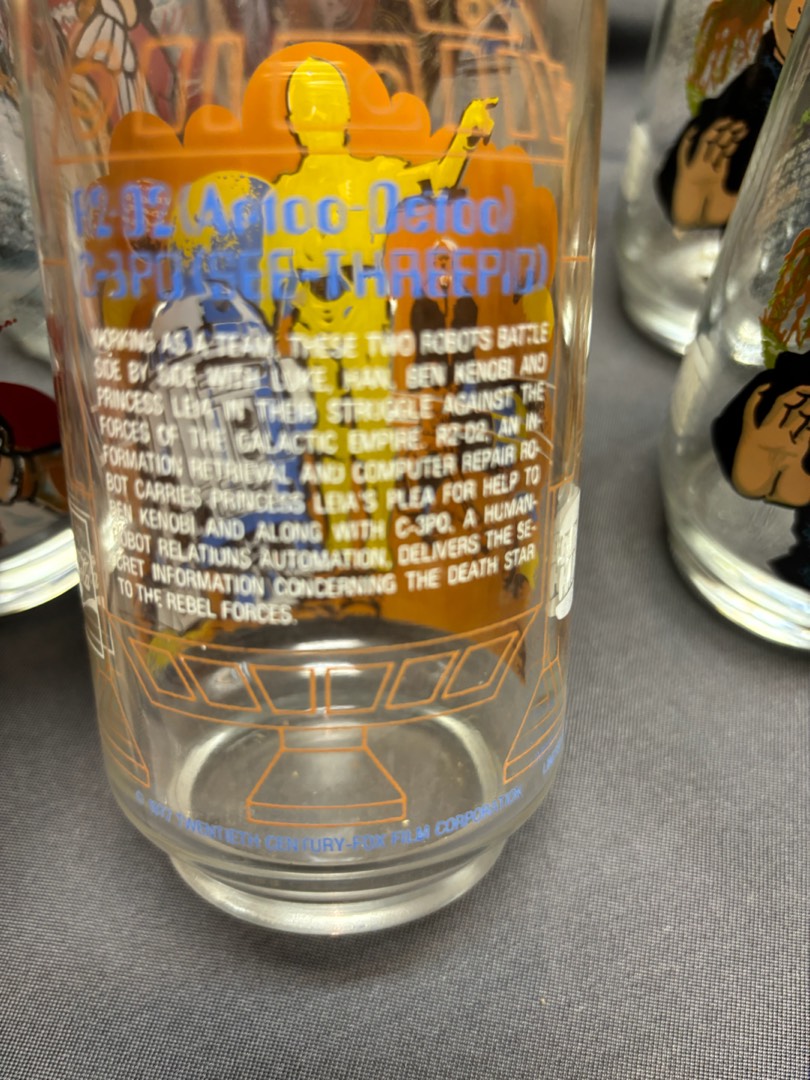 R2-D2 (Artoo-Detoo)
C-3PO (SEE-THREEPIO)
WORKING AS A TEAM, THESE TWO ROBOTS BATTLE
SIDE BY SIDE WITH LUKE, HAN, BEN KENOBI AND
PRINCESS LEIA IN THEIR STRUGGLE AGAINST THE
FORCES OF THE GALACTIC EMPIRE. R2-D2, AN IN-
FORMATION RETRIEVAL AND COMPUTER REPAIR RO-
BOT CARRIES PRINCESS LEIA'S PLEA FOR HELP TO
BEN KENOBI AND ALONG WITH C-3PO, A HUMAN-
ROBOT RELATIONS AUTOMATION, DELIVERS THE SE-
CRET INFORMATION CONCERNING THE DEATH STAR
TO THE REBEL FORCES.
© 1977 TWENTIETH CENTURY-FOX FILM CORPORATION